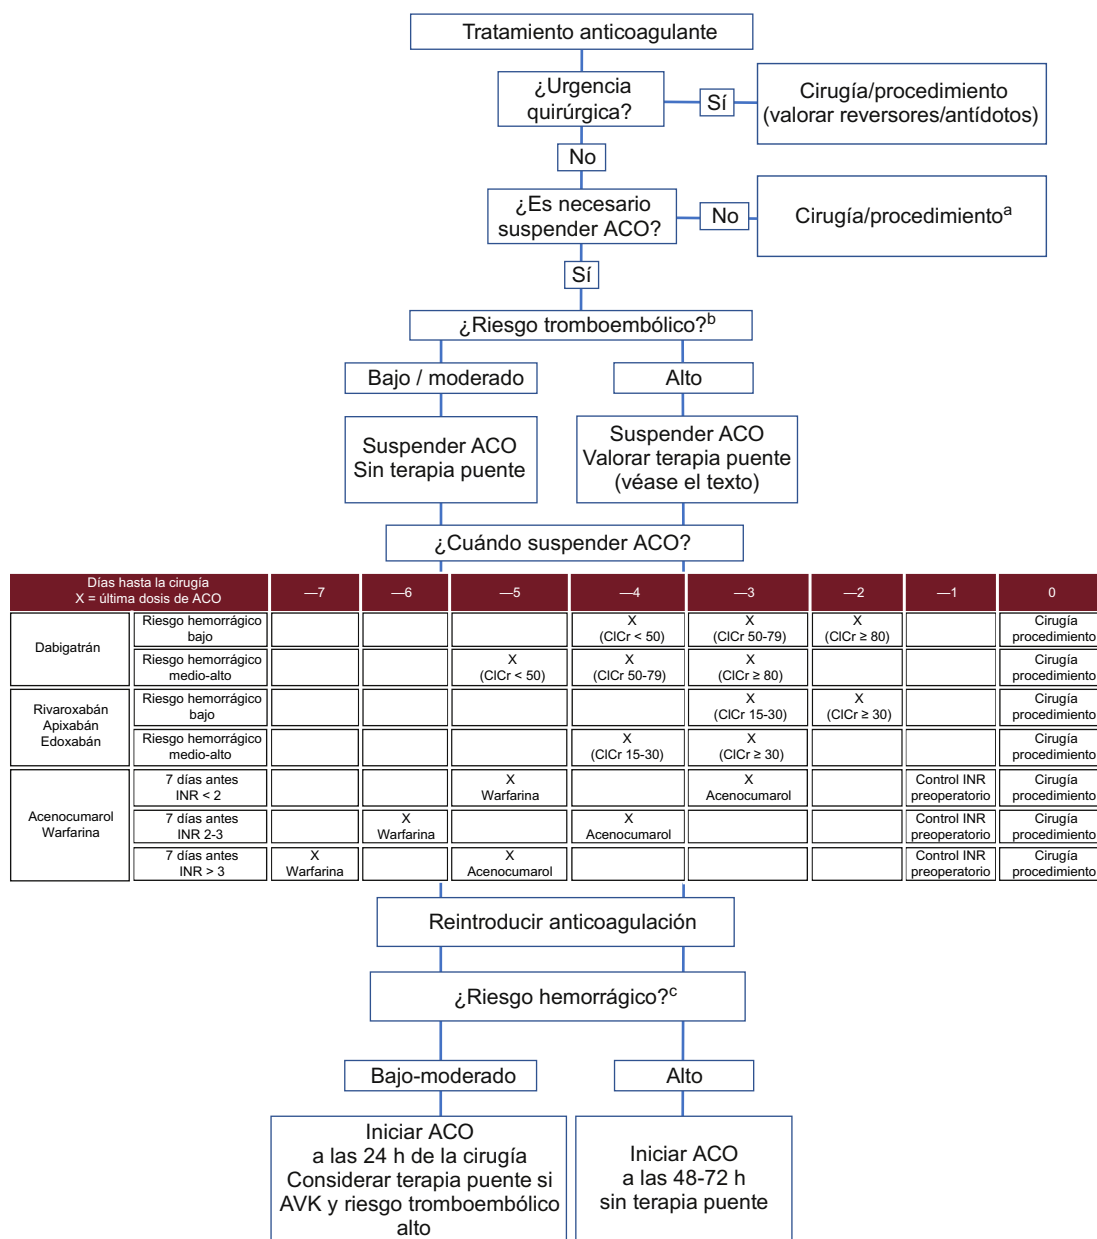 Tratamiento anticoagulante
¿Urgencia
quirúrgica?
Sí
Cirugía/procedimiento
(valorar reversores/antídotos)
No
¿Es necesario
suspender ACO?
No
Cirugía/procedimientoᵃ
Sí
¿Riesgo tromboembólico?ᵇ
Bajo / moderado
Alto
Suspender ACO
Sin terapia puente
Suspender ACO
Valorar terapia puente
(véase el texto)
¿Cuándo suspender ACO?
Días hasta la cirugía
X = última dosis de ACO
—7
—6
—5
—4
—3
—2
—1
0
Dabigatrán
Riesgo hemorrágico
bajo
X
(ClCr < 50)
X
(ClCr 50-79)
X
(ClCr ≥ 80)
Cirugía
procedimiento
Riesgo hemorrágico
medio-alto
X
(ClCr < 50)
X
(ClCr 50-79)
X
(ClCr ≥ 80)
Cirugía
procedimiento
Rivaroxabán
Apixabán
Edoxabán
Riesgo hemorrágico
bajo
X
(ClCr 15-30)
X
(ClCr ≥ 30)
Cirugía
procedimiento
Riesgo hemorrágico
medio-alto
X
(ClCr 15-30)
X
(ClCr ≥ 30)
Cirugía
procedimiento
Acenocumarol
Warfarina
7 días antes
INR < 2
X
Warfarina
X
Acenocumarol
Control INR
preoperatorio
Cirugía
procedimiento
7 días antes
INR 2-3
X
Warfarina
X
Acenocumarol
Control INR
preoperatorio
Cirugía
procedimiento
7 días antes
INR > 3
X
Warfarina
X
Acenocumarol
Control INR
preoperatorio
Cirugía
procedimiento
Reintroducir anticoagulación
¿Riesgo hemorrágico?ᶜ
Bajo-moderado
Alto
Iniciar ACO
a las 24 h de la cirugía
Considerar terapia puente si
AVK y riesgo tromboembólico
alto
Iniciar ACO
a las 48-72 h
sin terapia puente